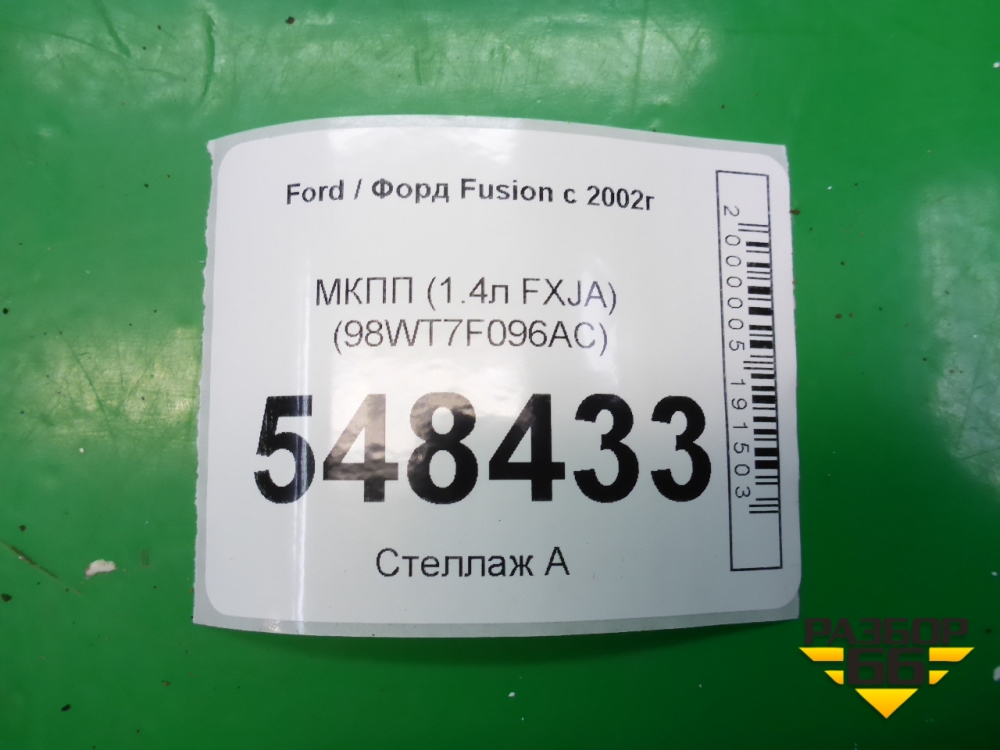 Ford / Форд Fusion с 2002г
МКПП (1.4л FXJA)
(98WT7F096AC)
548433
Стеллаж А
2000005191503
РАЗБОР
66